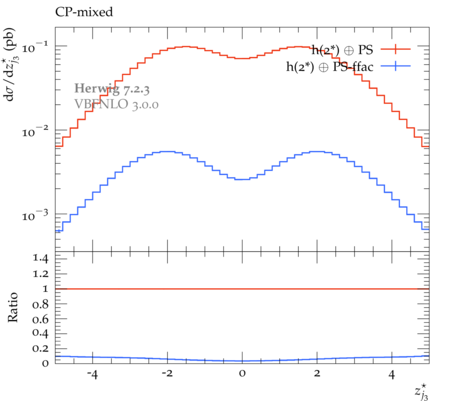 CP-mixed
dσ/dz*j3 (pb)
10−1
10−2
10−3
h(2*) ⊕ PS
h(2*) ⊕ PS-ffac
Herwig 7.2.3
VBFNLO 3.0.0
Ratio
1.4
1.2
1
0.8
0.6
0.4
0.2
0
-4 -2 0 2 4
z*j3